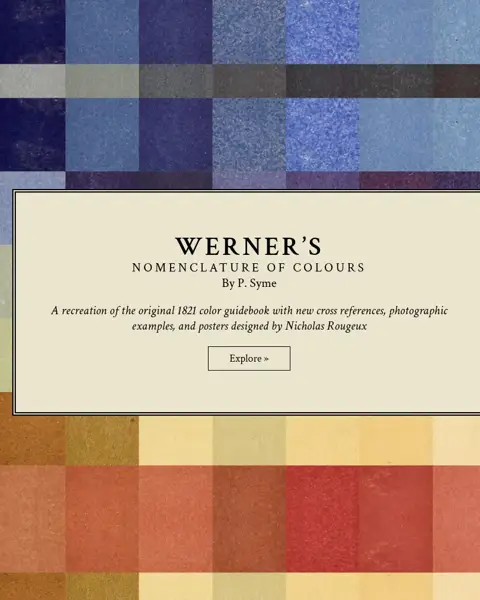 WERNER'S
NOMENCLATURE OF COLOURS
By P. Syme
A recreation of the original 1821 color guidebook with new cross references, photographic
examples, and posters designed by Nicholas Rougeux
Explore »